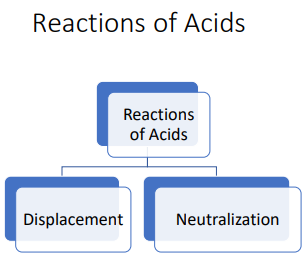 Reactions of Acids
Reactions
of Acids
Displacement
Neutralization